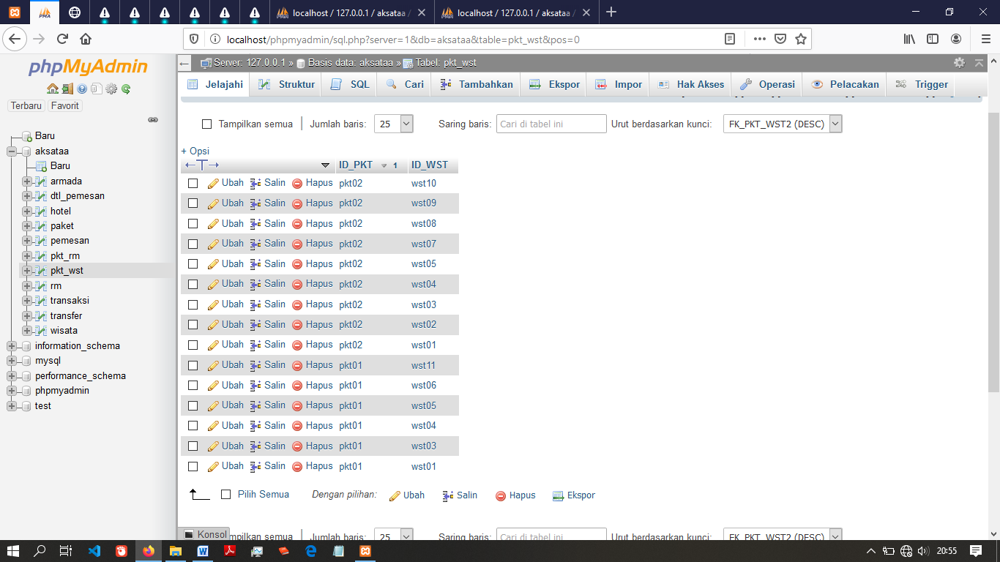 PMA
localhost / 127.0.0.1 / aksataa /
localhost / 127.0.0.1 / aksataa /
localhost/phpmyadmin/sql.php?server=1&db=aksataa&table=pkt_wst&pos=0
phpMyAdmin
Terbaru Favorit
Baru
aksataa
Baru
armada
dtl_pemesan
hotel
paket
pemesan
pkt_rm
pkt_wst
rm
transaksi
transfer
wisata
information_schema
mysql
performance_schema
phpmyadmin
test
Server: 127.0.0.1 » Basis data: aksataa » Tabel: pkt_wst
Jelajahi Struktur SQL Cari Tambahkan Ekspor Impor Hak Akses Operasi Pelacakan Trigger
Tampilkan semua Jumlah baris: 25 Saring baris: Cari di tabel ini Urut berdasarkan kunci: FK_PKT_WST2 (DESC)
+ Opsi
ID_PKT 1 ID_WST
Ubah Salin Hapus pkt02 wst10
Ubah Salin Hapus pkt02 wst09
Ubah Salin Hapus pkt02 wst08
Ubah Salin Hapus pkt02 wst07
Ubah Salin Hapus pkt02 wst05
Ubah Salin Hapus pkt02 wst04
Ubah Salin Hapus pkt02 wst03
Ubah Salin Hapus pkt02 wst02
Ubah Salin Hapus pkt02 wst01
Ubah Salin Hapus pkt01 wst11
Ubah Salin Hapus pkt01 wst06
Ubah Salin Hapus pkt01 wst05
Ubah Salin Hapus pkt01 wst04
Ubah Salin Hapus pkt01 wst03
Ubah Salin Hapus pkt01 wst01
Pilih Semua Dengan pilihan: Ubah Salin Hapus Ekspor
Konsol mpilkan semua Jumlah baris: 25 Saring baris: Cari di tabel ini Urut berdasarkan kunci: FK_PKT_WST2 (DESC)
20:55